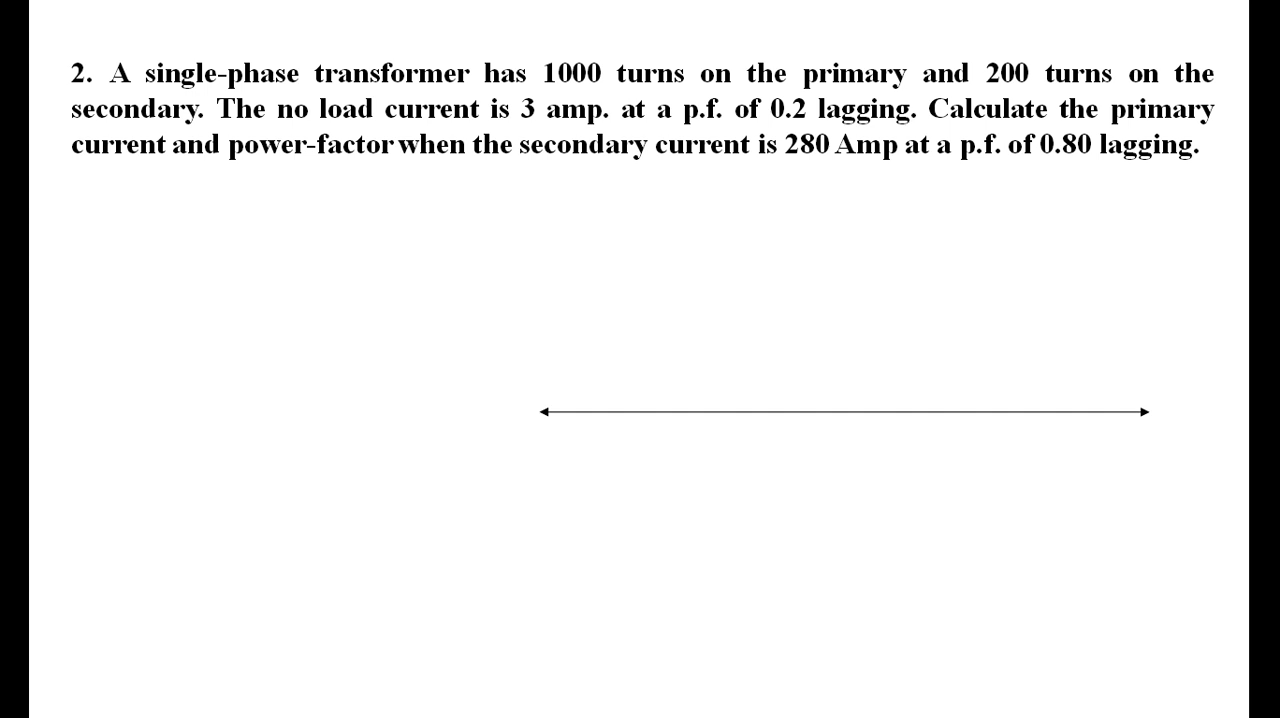 2. A single-phase transformer has 1000 turns on the primary and 200 turns on the
secondary. The no load current is 3 amp. at a p.f. of 0.2 lagging. Calculate the primary
current and power-factor when the secondary current is 280 Amp at a p.f. of 0.80 lagging.